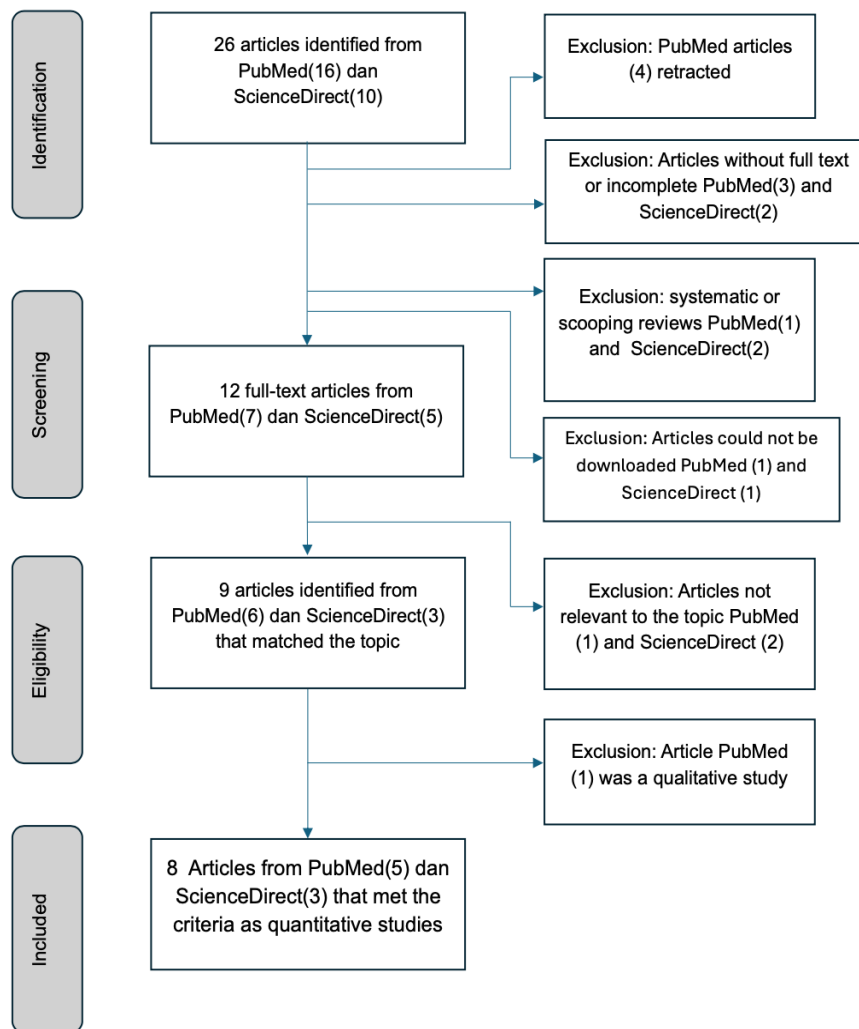 Identification
26 articles identified from
PubMed(16) dan
ScienceDirect(10)
Exclusion: PubMed articles
(4) retracted
Exclusion: Articles without full text
or incomplete PubMed(3) and
ScienceDirect(2)
Screening
Exclusion: systematic or
scooping reviews PubMed(1)
and ScienceDirect(2)
12 full-text articles from
PubMed(7) dan ScienceDirect(5)
Exclusion: Articles could not be
downloaded PubMed (1) and
ScienceDirect (1)
Eligibility
9 articles identified from
PubMed(6) dan ScienceDirect(3)
that matched the topic
Exclusion: Articles not
relevant to the topic PubMed
(1) and ScienceDirect (2)
Exclusion: Article PubMed
(1) was a qualitative study
Included
8 Articles from PubMed(5) dan
ScienceDirect(3) that met the
criteria as quantitative studies